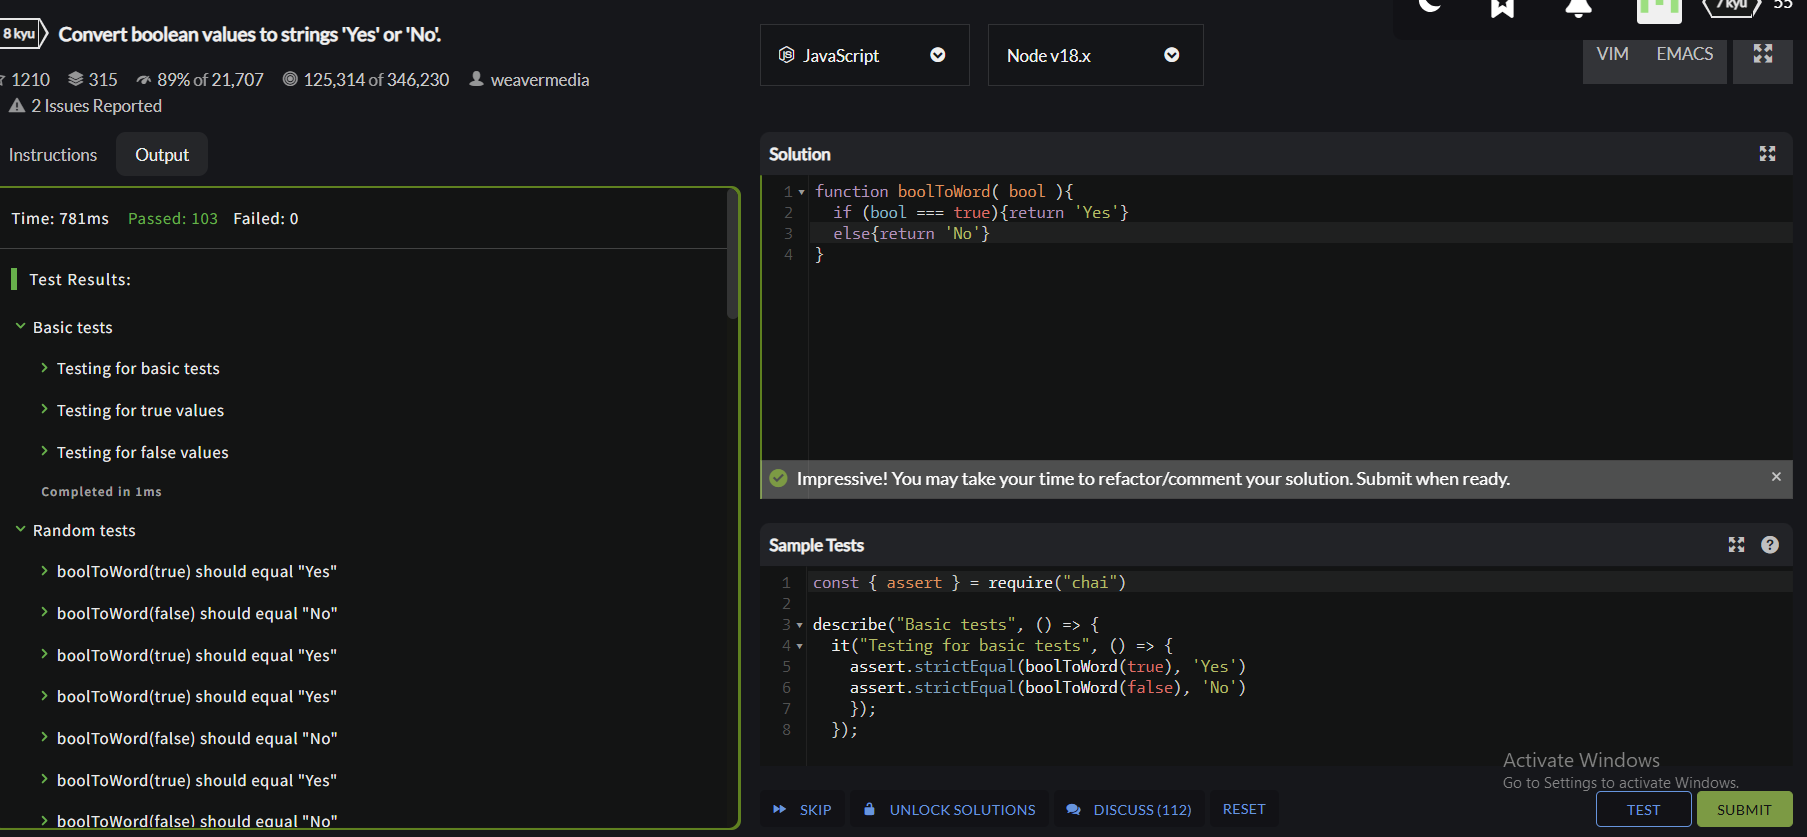 8 kyu Convert boolean values to strings 'Yes' or 'No'.
1210 315 89% of 21,707 125,314 of 346,230 weavermedia
2 Issues Reported
JavaScript
Node v18.x
7 kyu 55
VIM EMACS
Instructions Output
Time: 781ms Passed: 103 Failed: 0
Test Results:
Basic tests
Testing for basic tests
Testing for true values
Testing for false values
Completed in 1ms
Random tests
boolToWord(true) should equal "Yes"
boolToWord(false) should equal "No"
boolToWord(true) should equal "Yes"
boolToWord(true) should equal "Yes"
boolToWord(false) should equal "No"
boolToWord(true) should equal "Yes"
boolToWord(false) should equal "No"
Solution
1 function boolToWord( bool ){
2 if (bool === true){return 'Yes'}
3 else{return 'No'}
4 }
Impressive! You may take your time to refactor/comment your solution. Submit when ready.
Sample Tests
1 const { assert } = require("chai")
2
3 describe("Basic tests", () => {
4 it("Testing for basic tests", () => {
5 assert.strictEqual(boolToWord(true), 'Yes')
6 assert.strictEqual(boolToWord(false), 'No')
7 });
8 });
Activate Windows
Go to Settings to activate Windows.
SKIP UNLOCK SOLUTIONS DISCUSS (112) RESET TEST SUBMIT